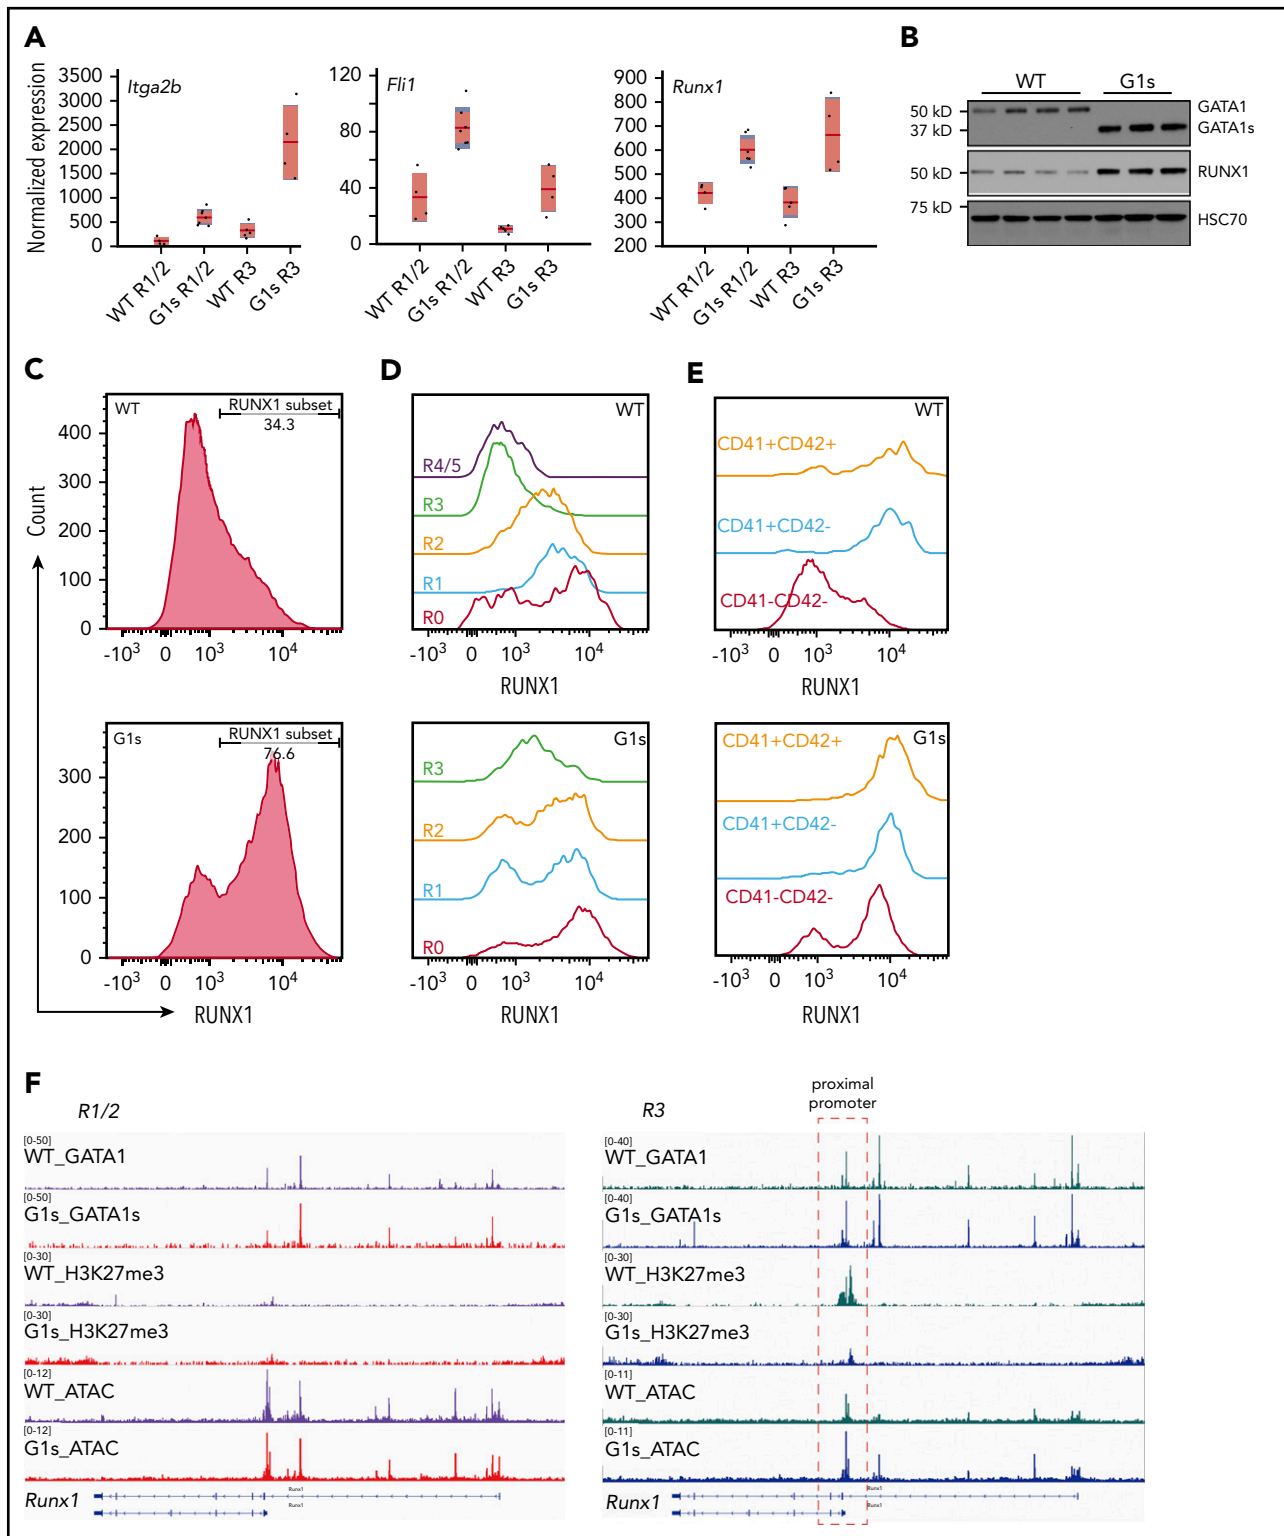 A
Itga2b
Fli1
Runx1
Normalized expression
3500
3000
2500
2000
1500
1000
500
0
120
80
40
0
900
800
700
600
500
400
300
200
WT R1/2
G1s R1/2
WT R3
G1s R3
WT R1/2
G1s R1/2
WT R3
G1s R3
WT R1/2
G1s R1/2
WT R3
G1s R3
B
WT
G1s
50 kD
GATA1
37 kD
GATA1s
50 kD
RUNX1
75 kD
HSC70
C
WT
RUNX1 subset
34.3
Count
400
300
200
100
0
-10³ 0 10³ 10⁴
G1s
RUNX1 subset
76.6
300
200
100
0
-10³ 0 10³ 10⁴
RUNX1
D
WT
R4/5
R3
R2
R1
R0
-10³ 0 10³ 10⁴
RUNX1
G1s
R3
R2
R1
R0
-10³ 0 10³ 10⁴
RUNX1
E
WT
CD41+CD42+
CD41+CD42-
CD41-CD42-
-10³ 0 10³ 10⁴
RUNX1
G1s
CD41+CD42+
CD41+CD42-
CD41-CD42-
-10³ 0 10³ 10⁴
RUNX1
F
R1/2
[0-50]
WT_GATA1
[0-50]
G1s_GATA1s
[0-30]
WT_H3K27me3
[0-30]
G1s_H3K27me3
[0-12]
WT_ATAC
[0-12]
G1s_ATAC
Runx1
Runx1
Runx1
R3
proximal
promoter
[0-40]
WT_GATA1
[0-40]
G1s_GATA1s
[0-30]
WT_H3K27me3
[0-30]
G1s_H3K27me3
[0-11]
WT_ATAC
[0-11]
G1s_ATAC
Runx1
Runx1
Runx1